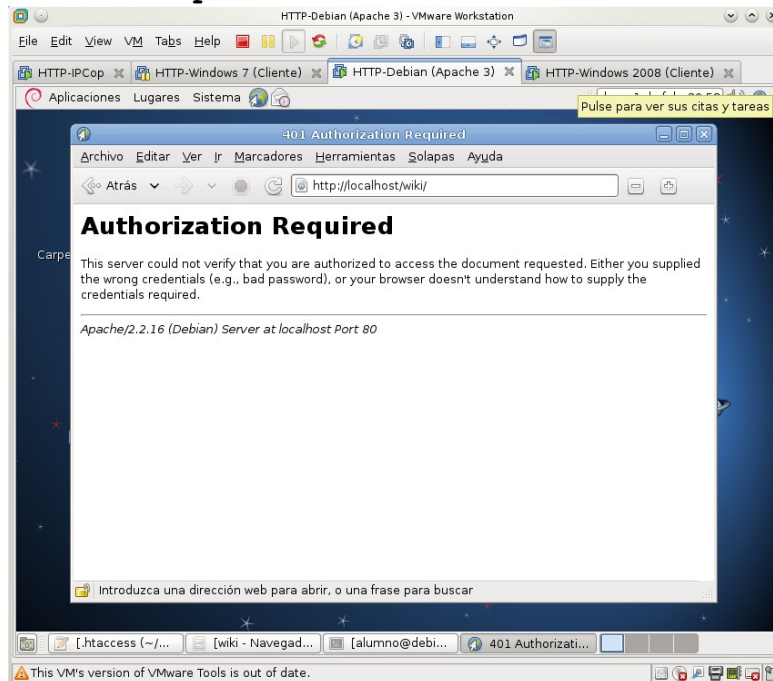 HTTP-Debian (Apache 3) - VMware Workstation
File Edit View VM Tabs Help
HTTP-IPCop HTTP-Windows 7 (Cliente) HTTP-Debian (Apache 3) HTTP-Windows 2008 (Cliente)
Aplicaciones Lugares Sistema
Pulse para ver sus citas y tareas
401 Authorization Required
Archivo Editar Ver Ir Marcadores Herramientas Solapas Ayuda
Atrás http://localhost/wiki/
Authorization Required
Carpe
This server could not verify that you are authorized to access the document requested. Either you supplied
the wrong credentials (e.g., bad password), or your browser doesn't understand how to supply the
credentials required.
Apache/2.2.16 (Debian) Server at localhost Port 80
Introduzca una dirección web para abrir, o una frase para buscar
[.htaccess (~/... [wiki - Navegad... [alumno@debi... 401 Authorizati...
This VM's version of VMware Tools is out of date.